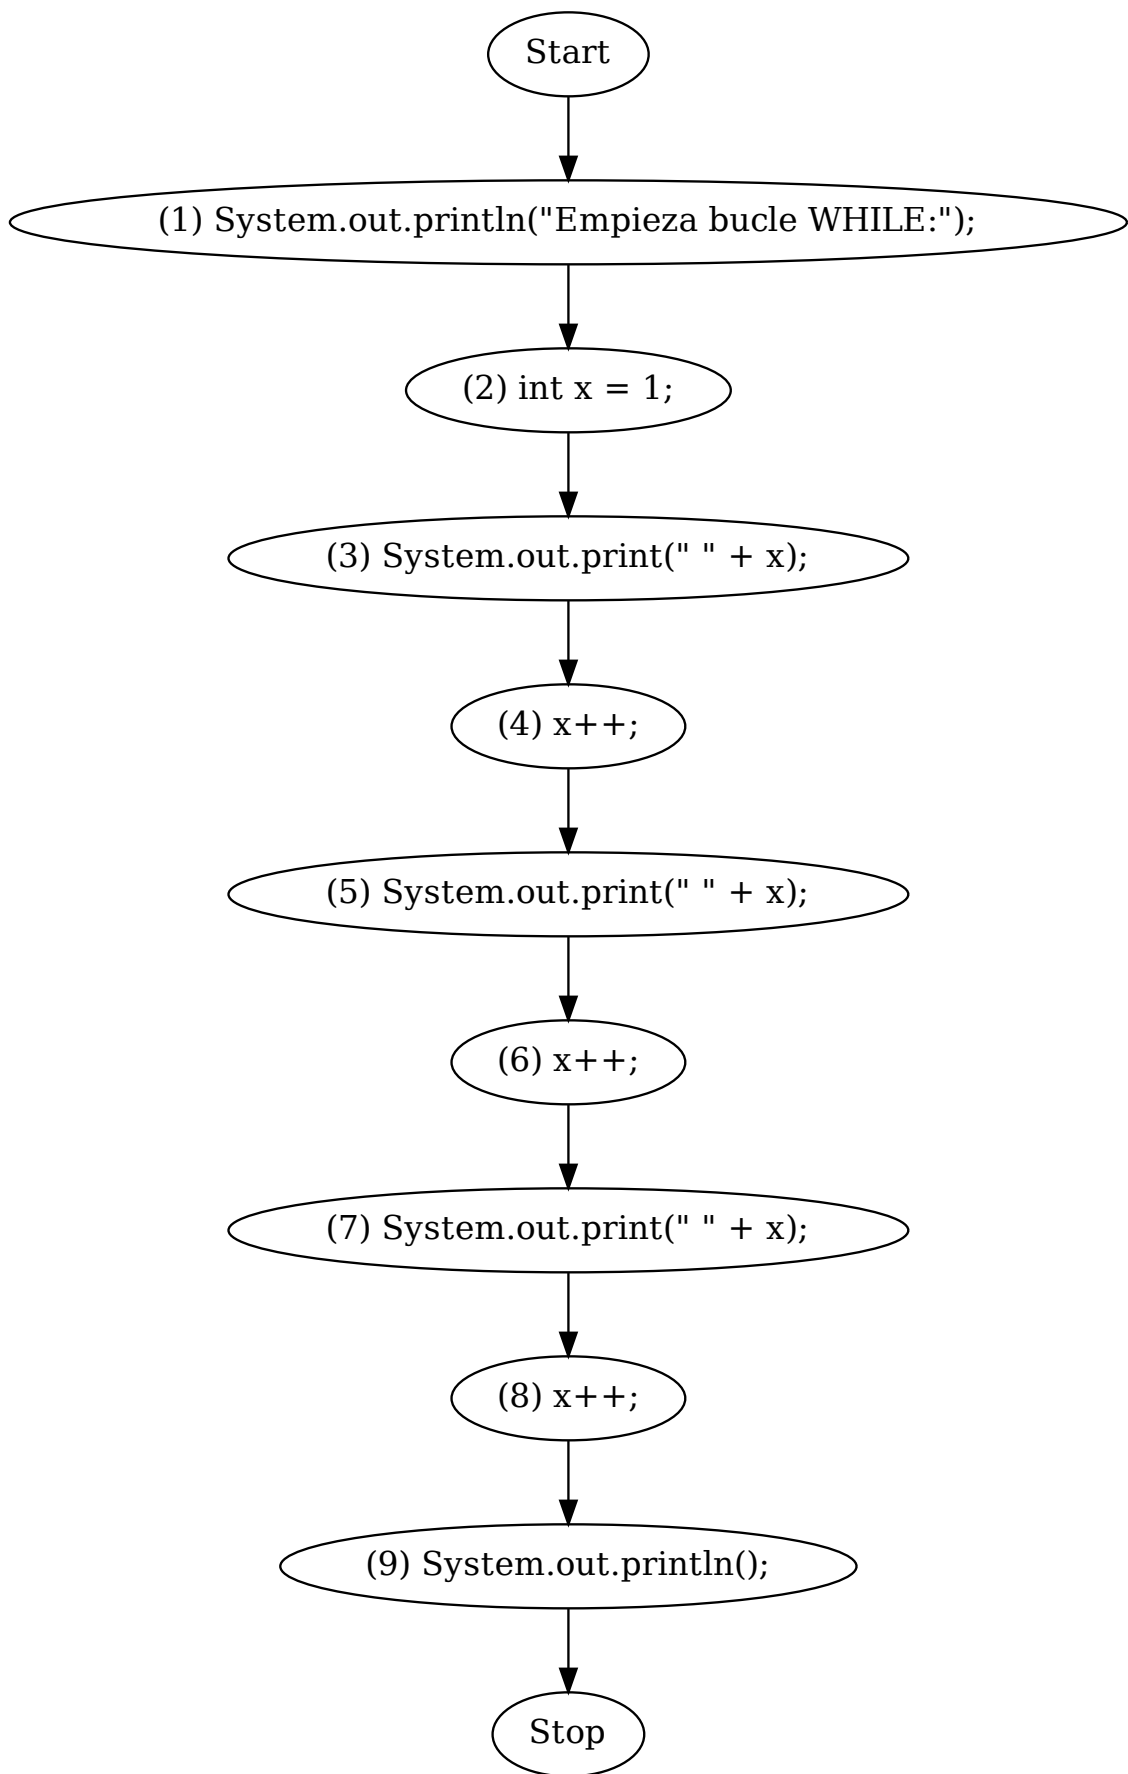 Start
(1) System.out.println("Empieza bucle WHILE:");
(2) int x = 1;
(3) System.out.print(" " + x);
(4) x++;
(5) System.out.print(" " + x);
(6) x++;
(7) System.out.print(" " + x);
(8) x++;
(9) System.out.println();
Stop